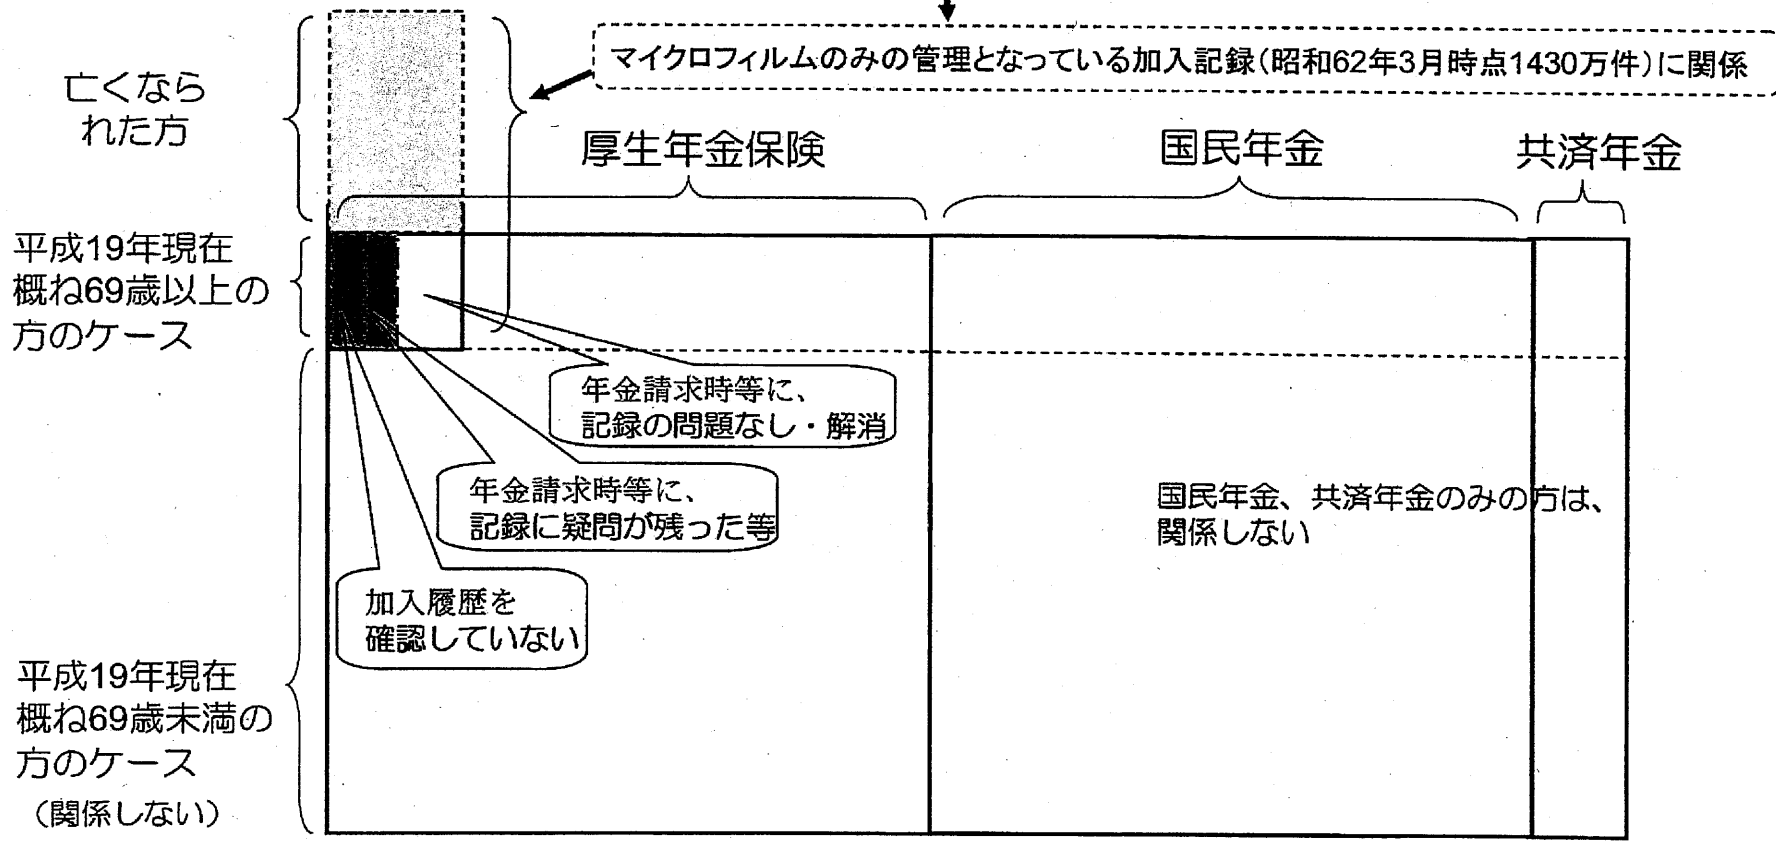 マイクロフィルムのみの管理となっている加入記録(昭和62年3月時点1430万件)に関係
亡くなら
れた方
厚生年金保険
国民年金
共済年金
平成19年現在
概ね69歳以上の
方のケース
年金請求時等に、
記録の問題なし・解消
年金請求時等に、
記録に疑問が残った等
国民年金、共済年金のみの方は、
関係しない
加入履歴を
確認していない
平成19年現在
概ね69歳未満の
方のケース
（関係しない）